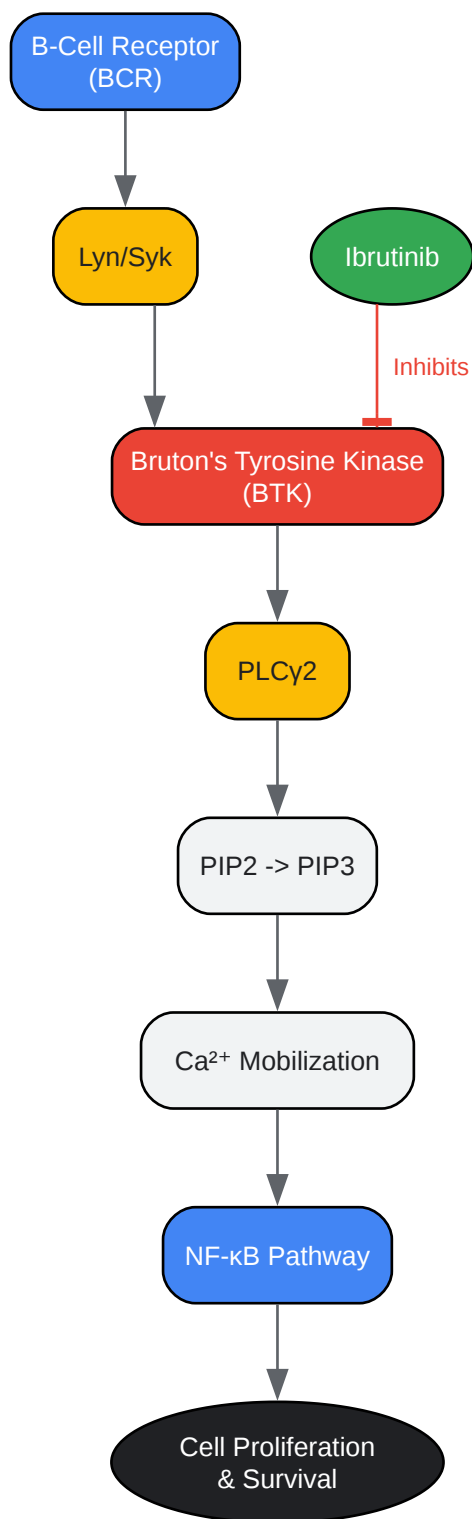 B-Cell Receptor
(BCR)
Lyn/Syk
Ibrutinib
Inhibits
Bruton's Tyrosine Kinase
(BTK)
PLCγ2
PIP2 -> PIP3
Ca²⁺ Mobilization
NF-κB Pathway
Cell Proliferation
& Survival